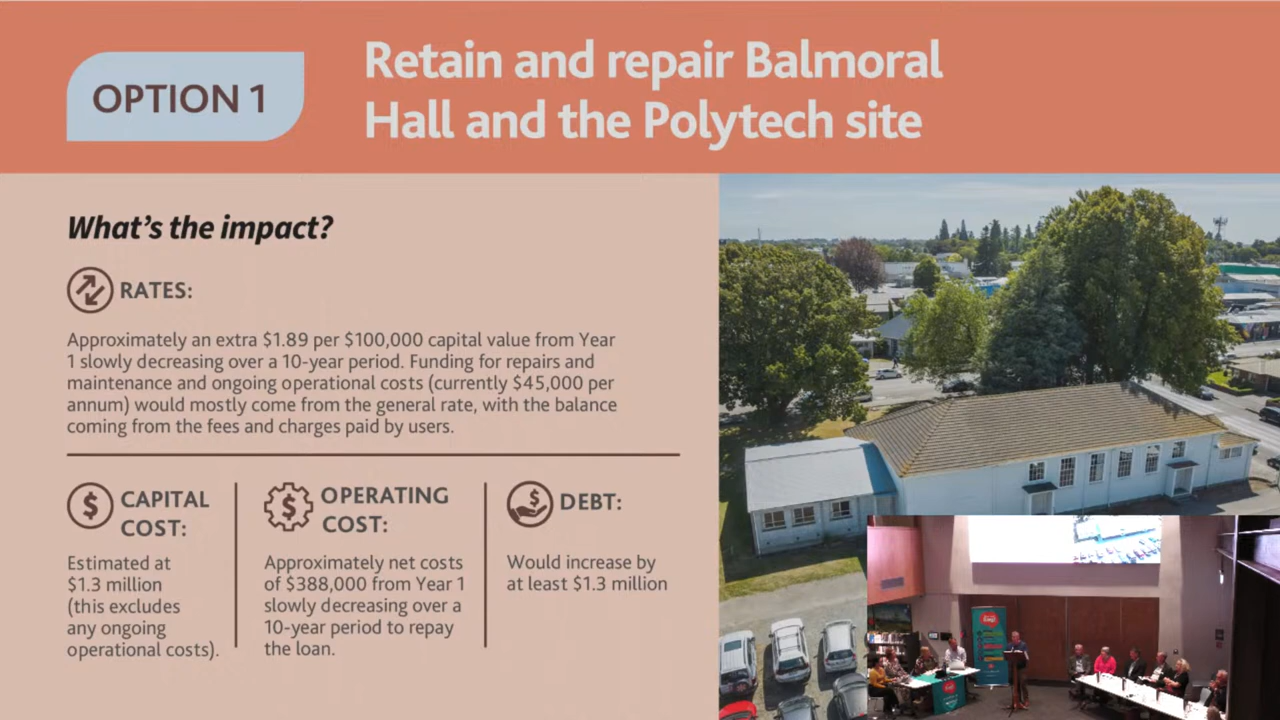 OPTION 1
Retain and repair Balmoral
Hall and the Polytech site
What's the impact?
RATES:
Approximately an extra $1.89 per $100,000 capital value from Year
1 slowly decreasing over a 10-year period. Funding for repairs and
maintenance and ongoing operational costs (currently $45,000 per
annum) would mostly come from the general rate, with the balance
coming from the fees and charges paid by users.
CAPITAL
COST:
Estimated at
$1.3 million
(this excludes
any ongoing
operational costs).
OPERATING
COST:
Approximately net costs
of $388,000 from Year 1
slowly decreasing over a
10-year period to repay
the loan.
DEBT:
Would increase by
at least $1.3 million